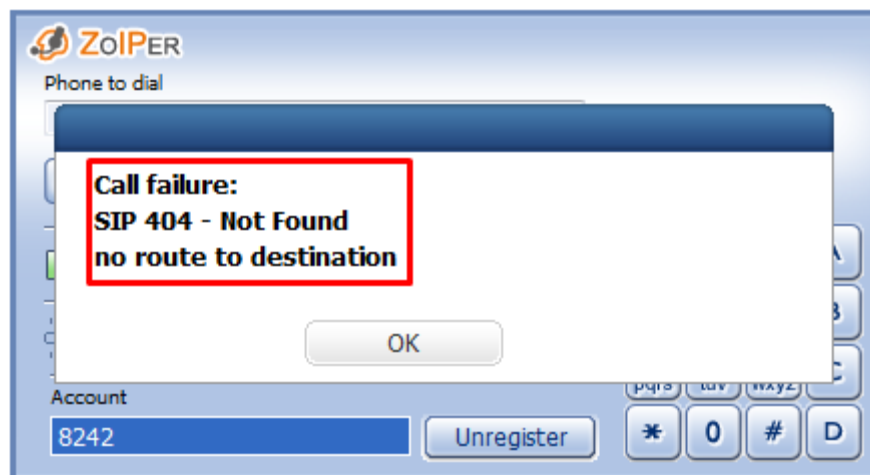 ZOIPER
Phone to dial
Call failure:
SIP 404 - Not Found
no route to destination
OK
A
B
C
pqrs tuv wxyz
Account
8242 Unregister * 0 # D